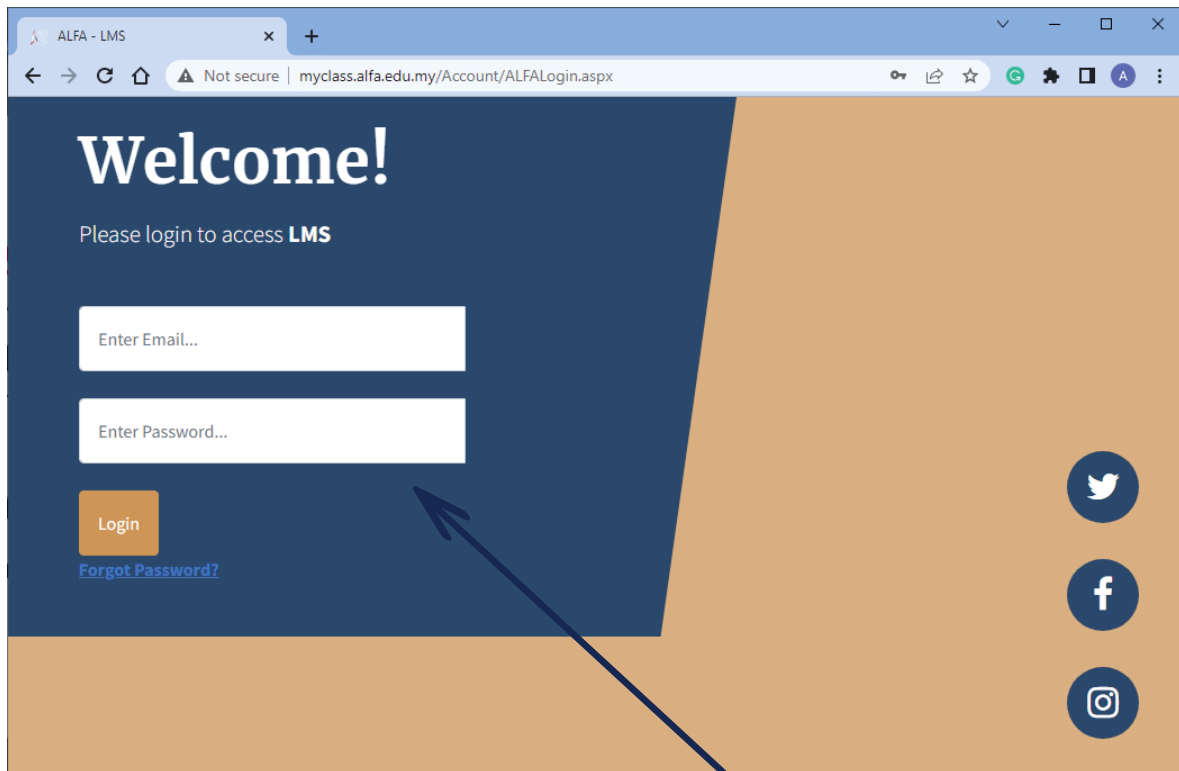 ALFA - LMS
Not secure | myclass.alfa.edu.my/Account/ALFALogin.aspx
A
Welcome!
Please login to access LMS
Enter Email...
Enter Password...
Login
Forgot Password?